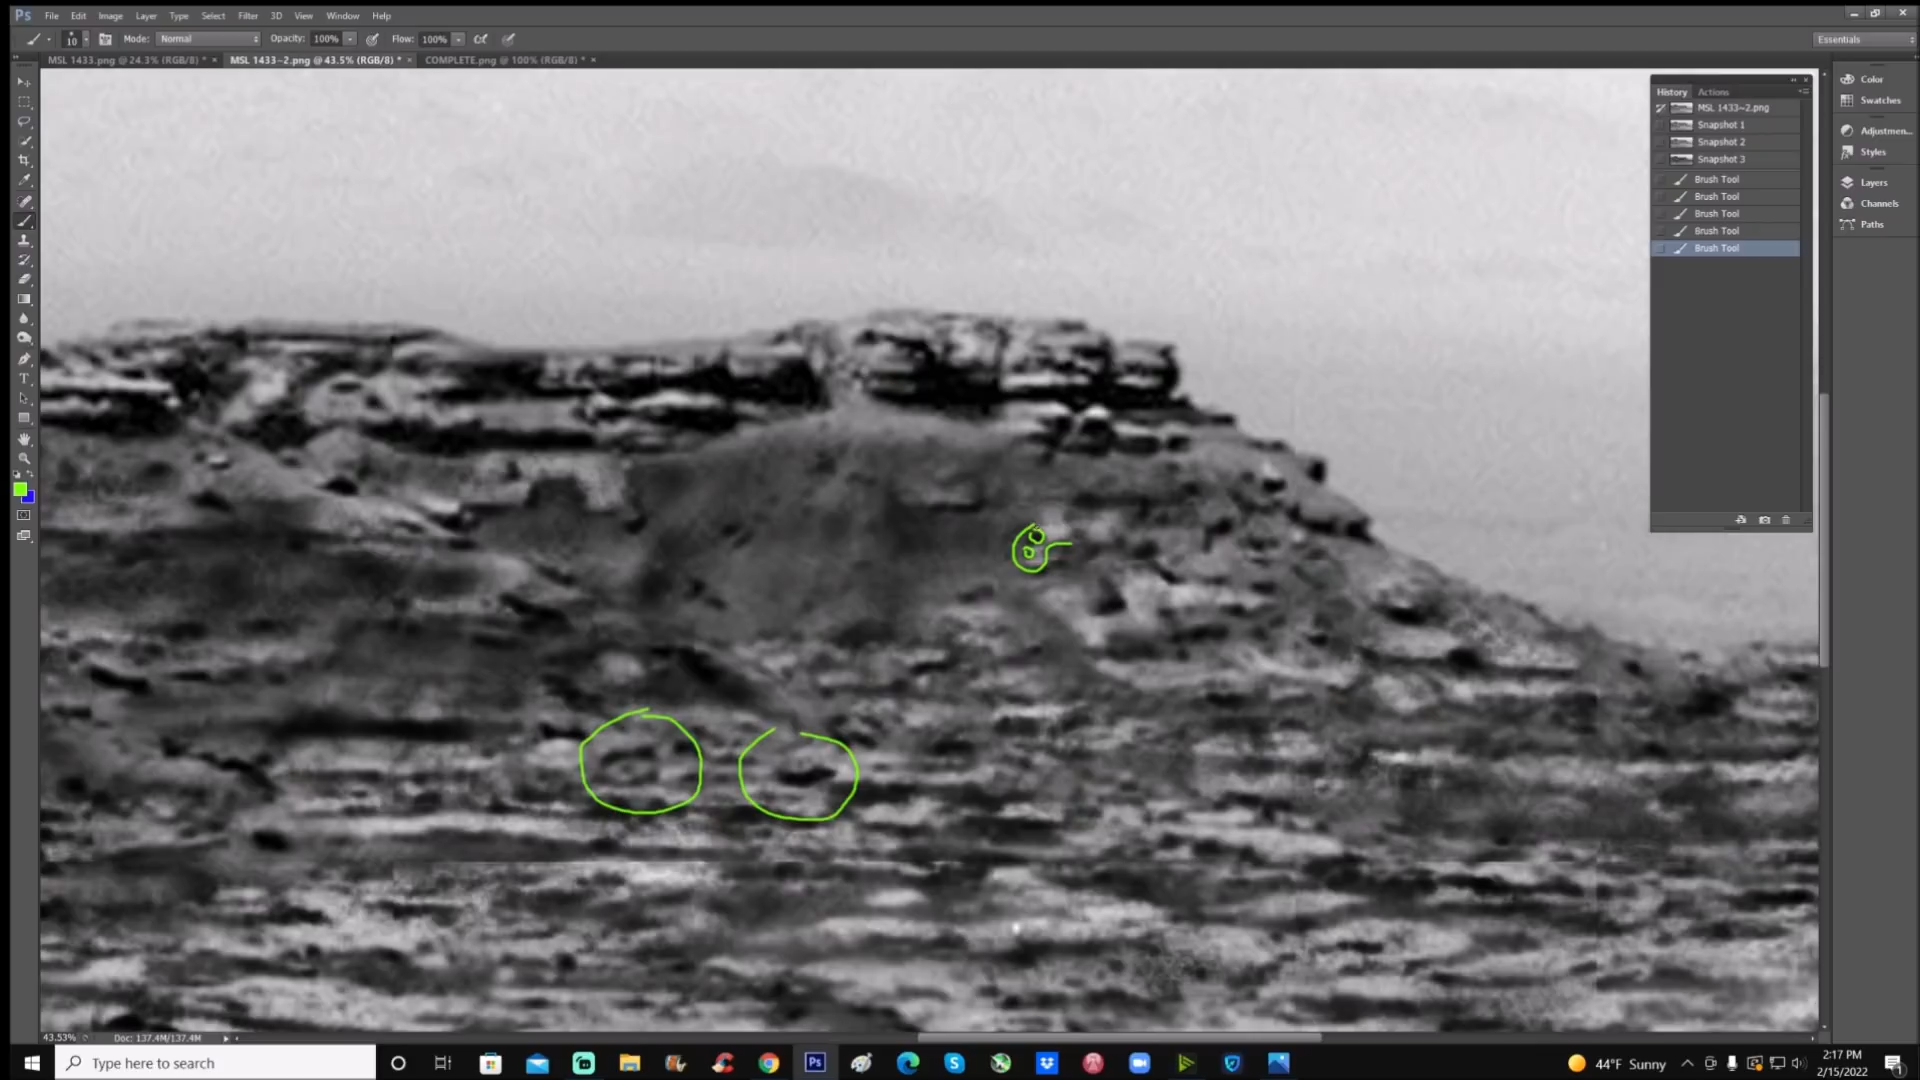 Ps File Edit Image Layer Type Select Filter 3D View Window Help
10 Mode: Normal Opacity: 100% Flow: 100% Essentials
MSL 1433.png @ 24.3% (RGB/8) * × MSL 1433~2.png @ 43.5% (RGB/8) * × COMPLETE.png @ 100% (RGB/8) * ×
History Actions
MSL 1433~2.png
Snapshot 1
Snapshot 2
Snapshot 3
Brush Tool
Brush Tool
Brush Tool
Brush Tool
Brush Tool
Color
Swatches
Adjustmen...
Styles
Layers
Channels
Paths
43.53% Doc: 137.4M/137.4M
Type here to search
Ps
44°F Sunny
2:17 PM
2/15/2022
1